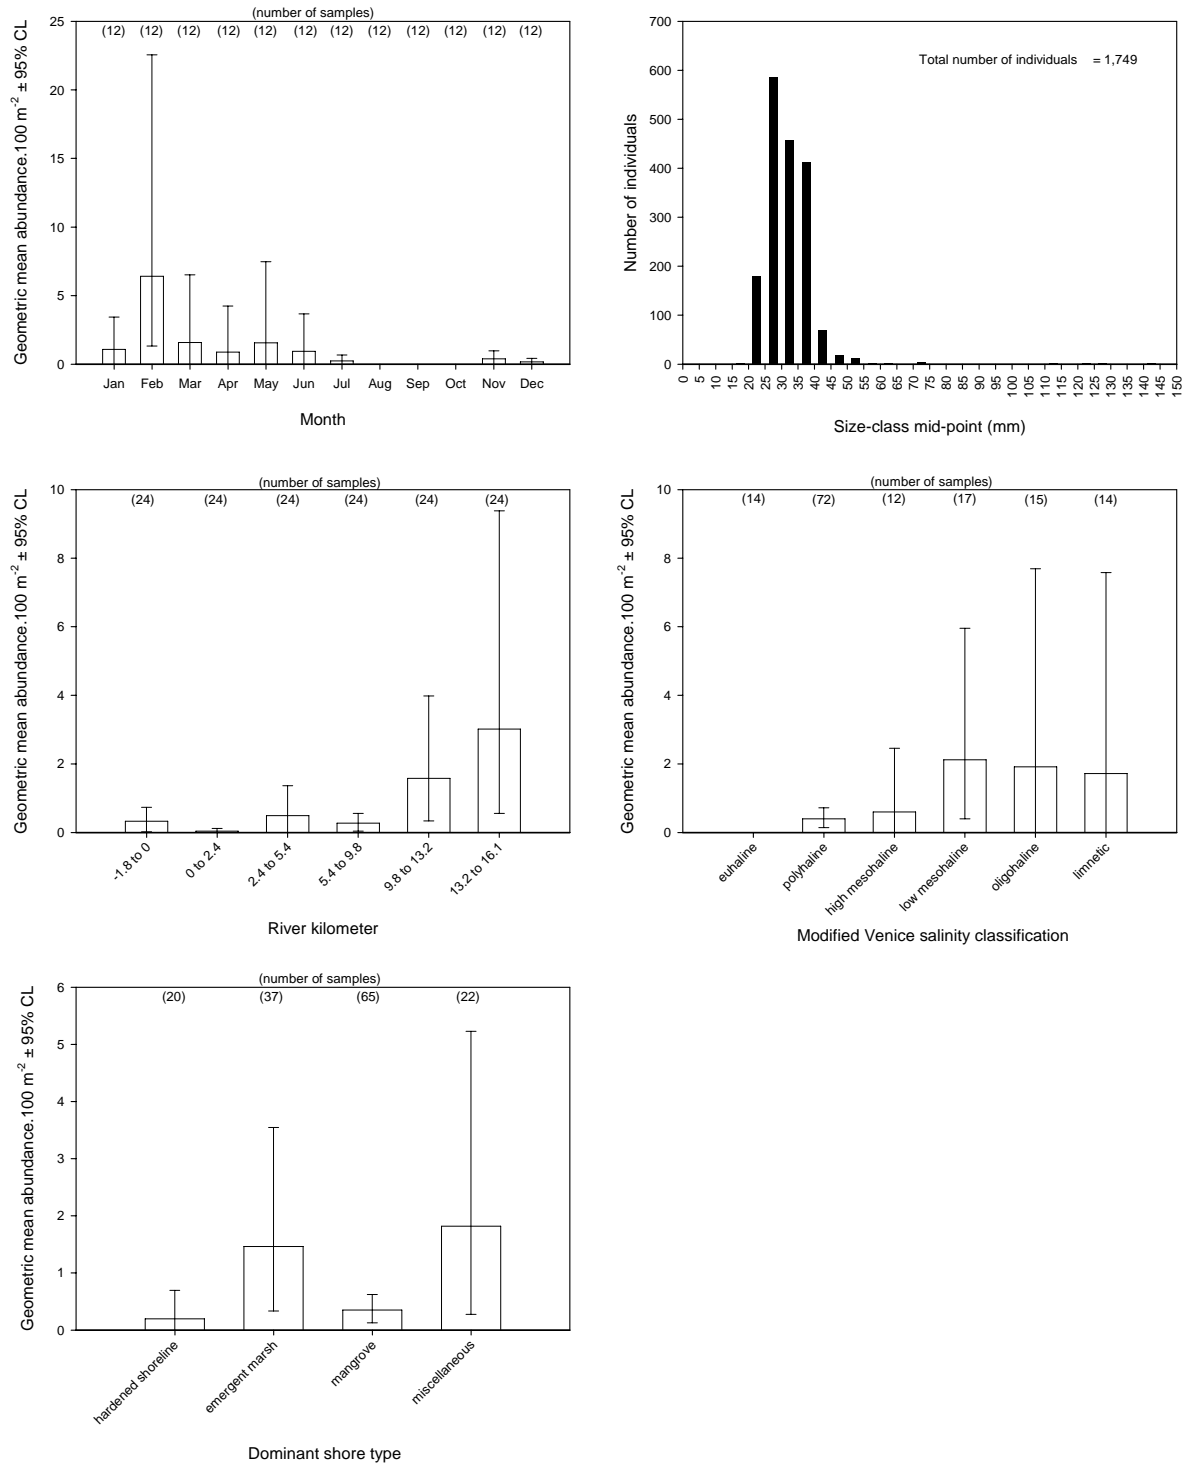 (number of samples)
(12) (12) (12) (12) (12) (12) (12) (12) (12) (12) (12) (12)
25
20
15
10
5
0
Geometric mean abundance.100 m-2 ± 95% CL
Jan Feb Mar Apr May Jun Jul Aug Sep Oct Nov Dec
Month
700
600
500
400
300
200
100
0
Number of individuals
Total number of individuals = 1,749
0 5 10 15 20 25 30 35 40 45 50 55 60 65 70 75 80 85 90 95 100 105 110 115 120 125 130 135 140 145 150
Size-class mid-point (mm)
(number of samples)
(24) (24) (24) (24) (24) (24)
10
8
6
4
2
0
Geometric mean abundance.100 m-2 ± 95% CL
-1.8 to 0 0 to 2.4 2.4 to 5.4 5.4 to 9.8 9.8 to 13.2 13.2 to 16.1
River kilometer
(number of samples)
(14) (72) (12) (17) (15) (14)
10
8
6
4
2
0
Geometric mean abundance.100 m-2 ± 95% CL
euhaline polyhaline high mesohaline low mesohaline oligohaline limnetic
Modified Venice salinity classification
(number of samples)
(20) (37) (65) (22)
6
5
4
3
2
1
0
Geometric mean abundance.100 m-2 ± 95% CL
hardened shoreline emergent marsh mangrove miscellaneous
Dominant shore type